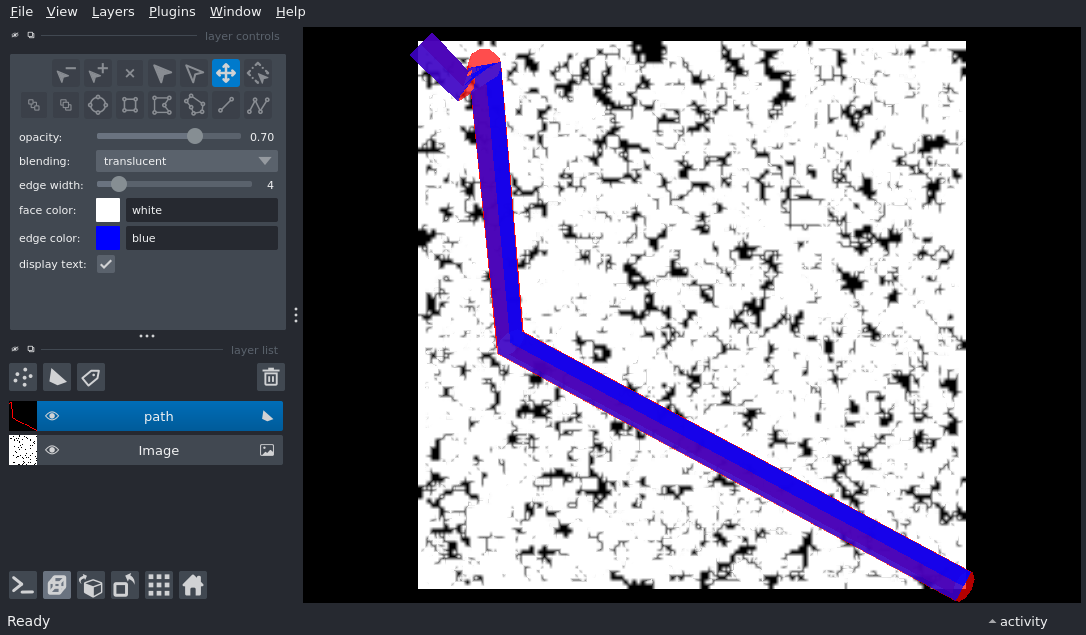 File View Layers Plugins Window Help
layer controls
opacity: 0.70
blending: translucent
edge width: 4
face color: white
edge color: blue
display text:
layer list
path
Image
Ready
activity